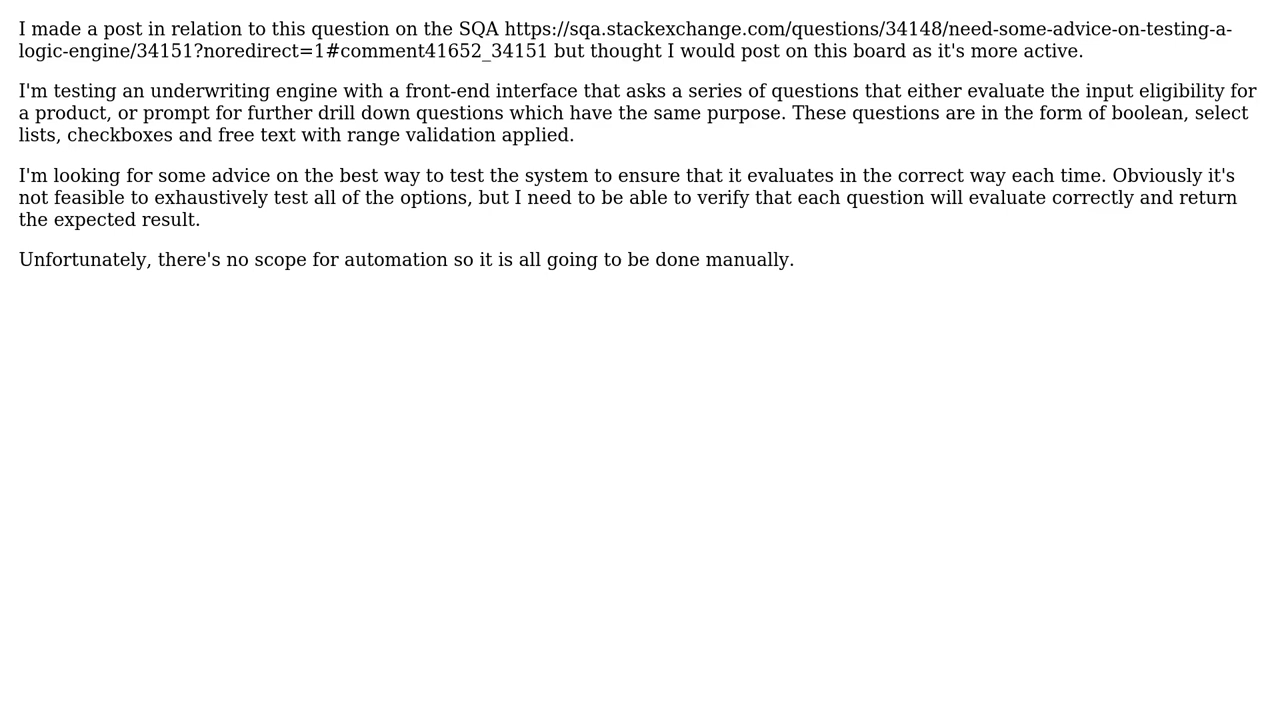 I made a post in relation to this question on the SQA https://sqa.stackexchange.com/questions/34148/need-some-advice-on-testing-a-
logic-engine/34151?noredirect=1#comment41652_34151 but thought I would post on this board as it's more active.
I'm testing an underwriting engine with a front-end interface that asks a series of questions that either evaluate the input eligibility for
a product, or prompt for further drill down questions which have the same purpose. These questions are in the form of boolean, select
lists, checkboxes and free text with range validation applied.
I'm looking for some advice on the best way to test the system to ensure that it evaluates in the correct way each time. Obviously it's
not feasible to exhaustively test all of the options, but I need to be able to verify that each question will evaluate correctly and return
the expected result.
Unfortunately, there's no scope for automation so it is all going to be done manually.